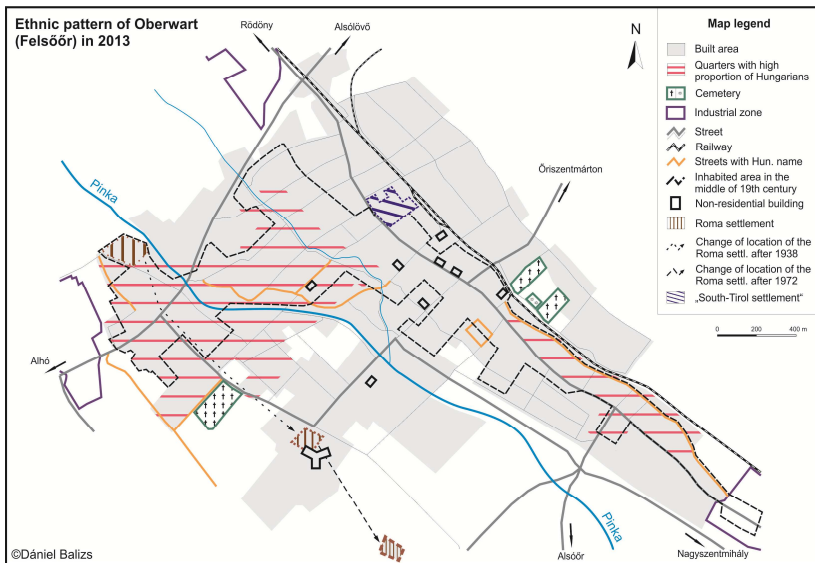 Ethnic pattern of Oberwart
(Felsőőr) in 2013
Rödöny
Alsólövő
N
Őriszentmárton
Pinka
Alhó
Pinka
Alsóőr
Nagyszentmihály
©Dániel Balizs
Map legend
Built area
Quarters with high
proportion of Hungarians
Cemetery
Industrial zone
Street
Railway
Streets with Hun. name
Inhabited area in the
middle of 19th century
Non-residential building
Roma settlement
Change of location of the
Roma settl. after 1938
Change of location of the
Roma settl. after 1972
„South-Tirol settlement“
0 200 400 m